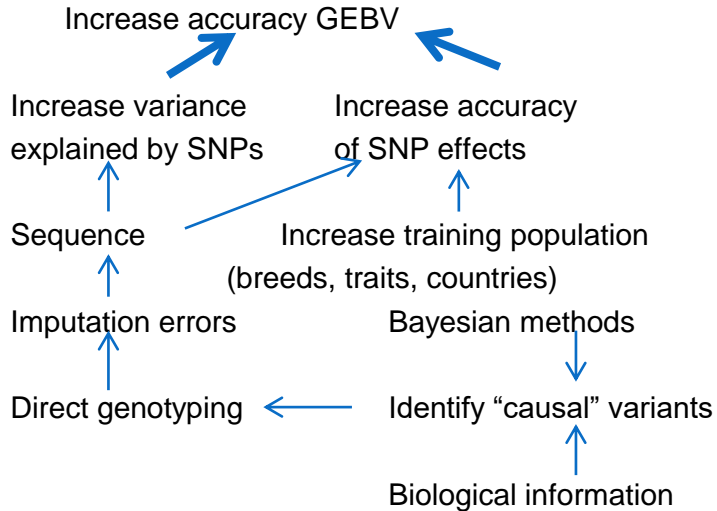 Increase accuracy GEBV
Increase variance
explained by SNPs
Increase accuracy
of SNP effects
Sequence
Increase training population
(breeds, traits, countries)
Imputation errors
Bayesian methods
Direct genotyping
Identify “causal” variants
Biological information